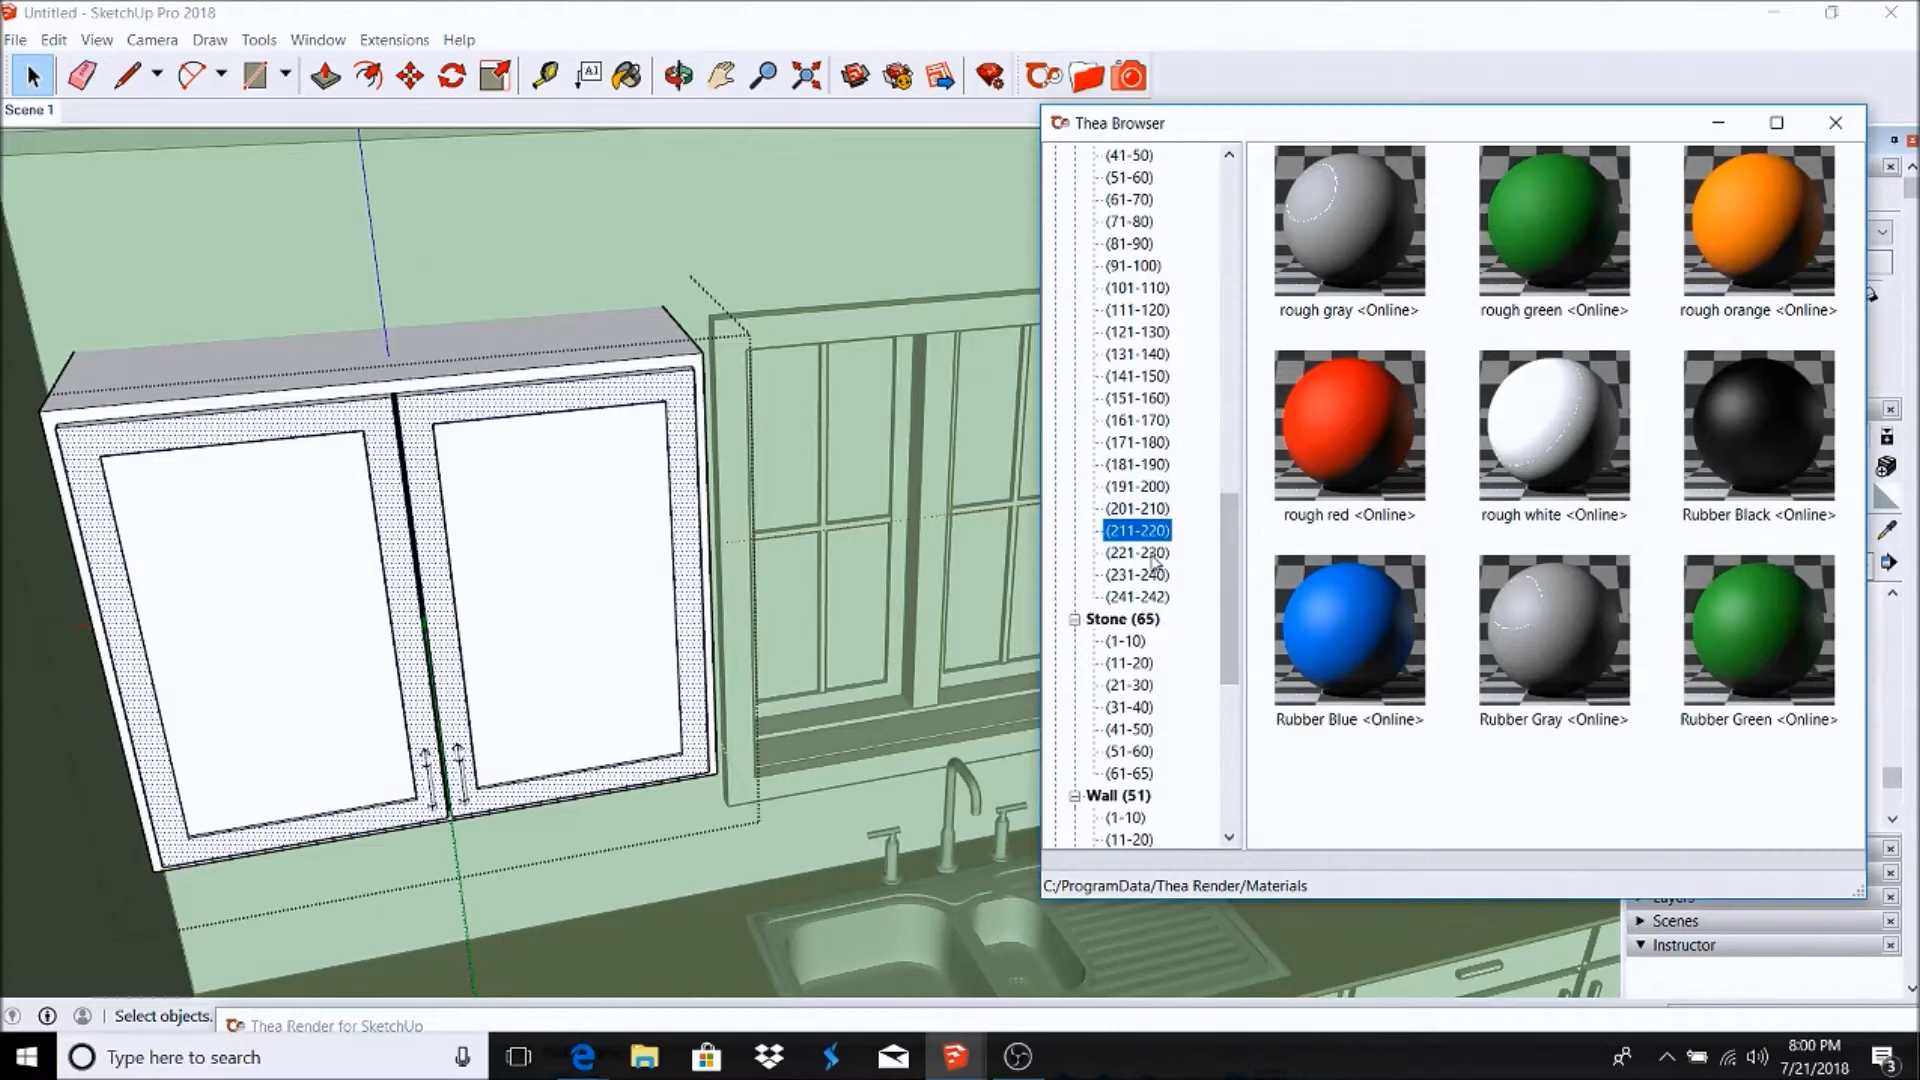 Untitled - SketchUp Pro 2018
File Edit View Camera Draw Tools Window Extensions Help
A1
Scene 1
Thea Browser
(41-50)
(51-60)
(61-70)
(71-80)
(81-90)
(91-100)
(101-110)
(111-120)
(121-130)
(131-140)
(141-150)
(151-160)
(161-170)
(171-180)
(181-190)
(191-200)
(201-210)
(211-220)
(221-230)
(231-240)
(241-242)
Stone (65)
(1-10)
(11-20)
(21-30)
(31-40)
(41-50)
(51-60)
(61-65)
Wall (51)
(1-10)
(11-20)
rough gray <Online> rough green <Online> rough orange <Online>
rough red <Online> rough white <Online> Rubber Black <Online>
Rubber Blue <Online> Rubber Gray <Online> Rubber Green <Online>
C:/ProgramData/Thea Render/Materials
Layers
Scenes
Instructor
Select objects.
Thea Render for SketchUp
Type here to search
8:00 PM
7/21/2018
3